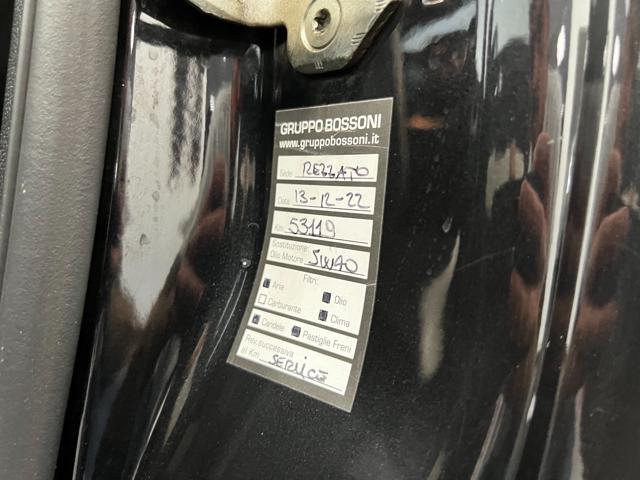 GRUPPO BOSSONI
www.gruppobossoni.it
Sede REZZATO
Data 13-12-22
Km 53119
Sostituzione:
Olio Motore 5W40
Filtri:
Aria Olio
Carburante Clima
Candele Pastiglie Freni
Rev. successiva
al Km SERVICE